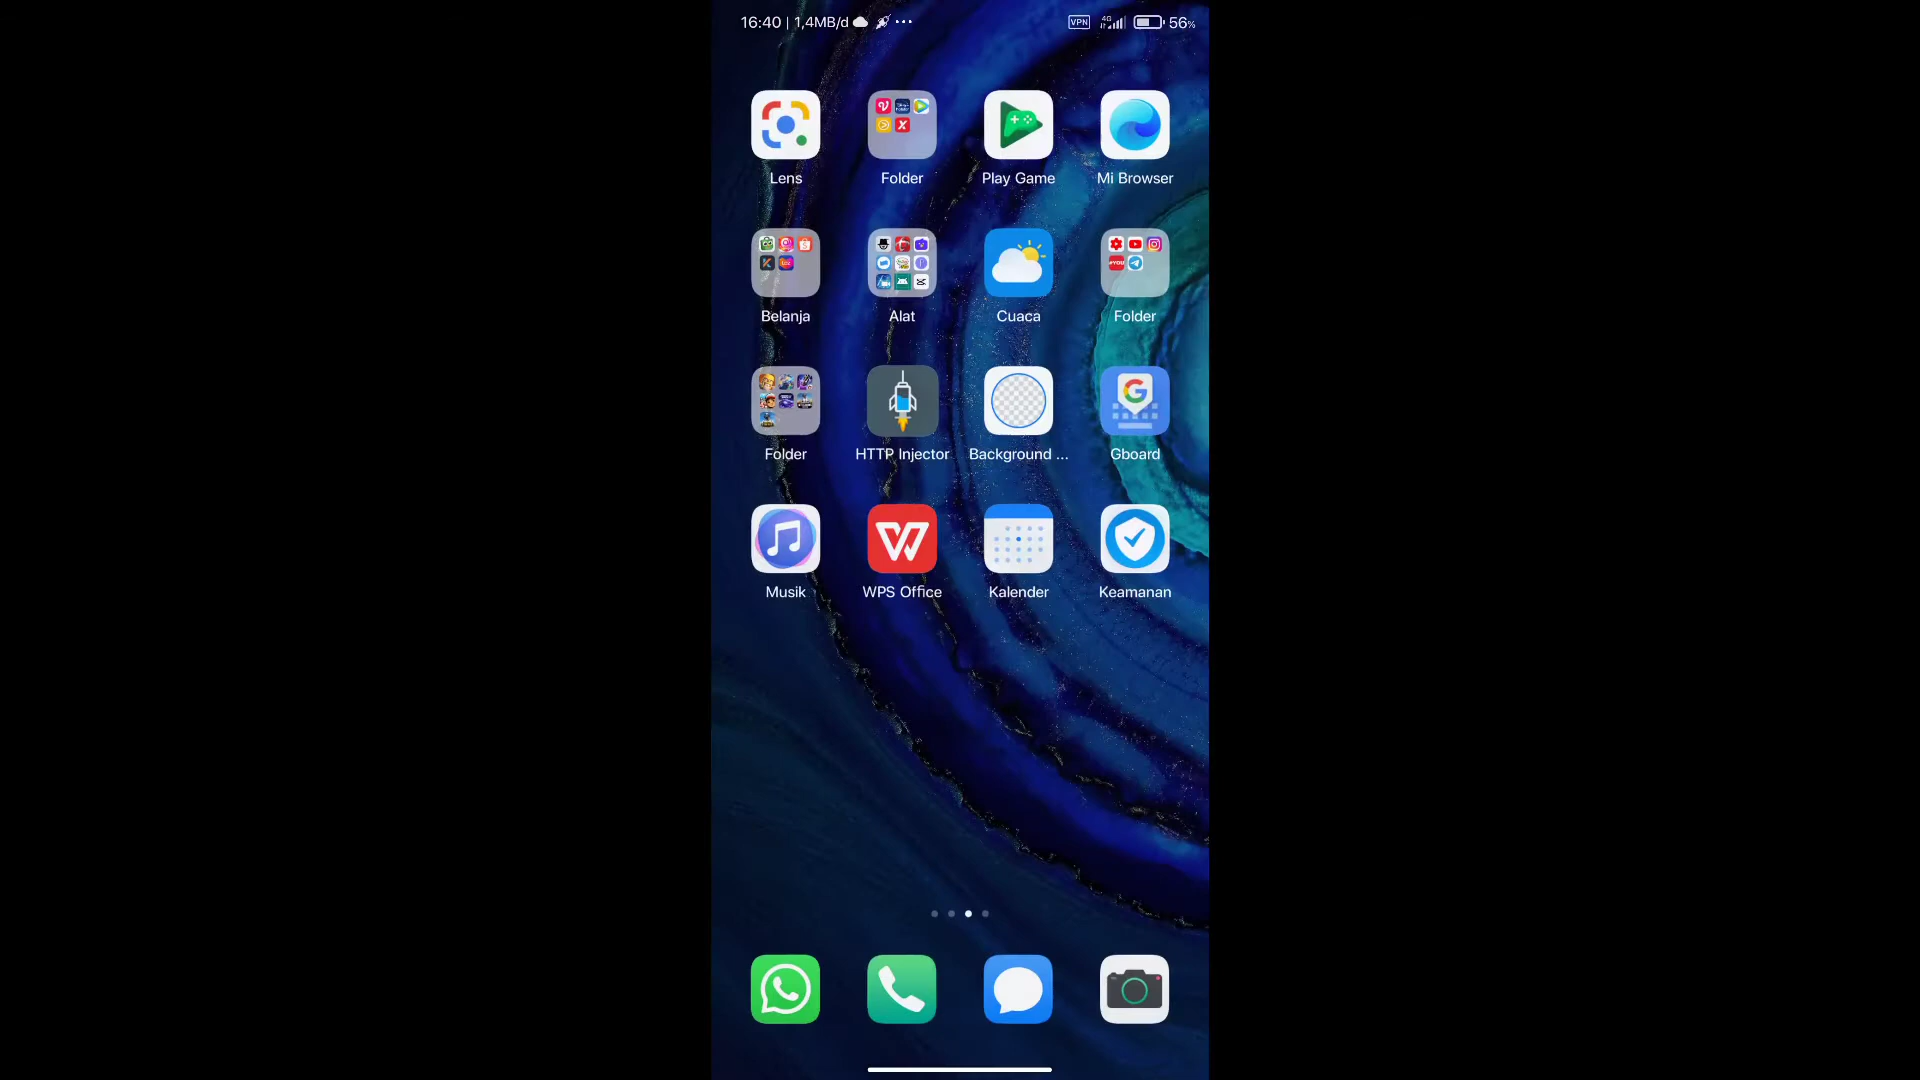 16:40 | 1,4MB/d ... VPN 4G 56%
Lens Folder Play Game Mi Browser
Belanja Alat Cuaca Folder
Folder HTTP Injector Background ... Gboard
Musik WPS Office Kalender Keamanan